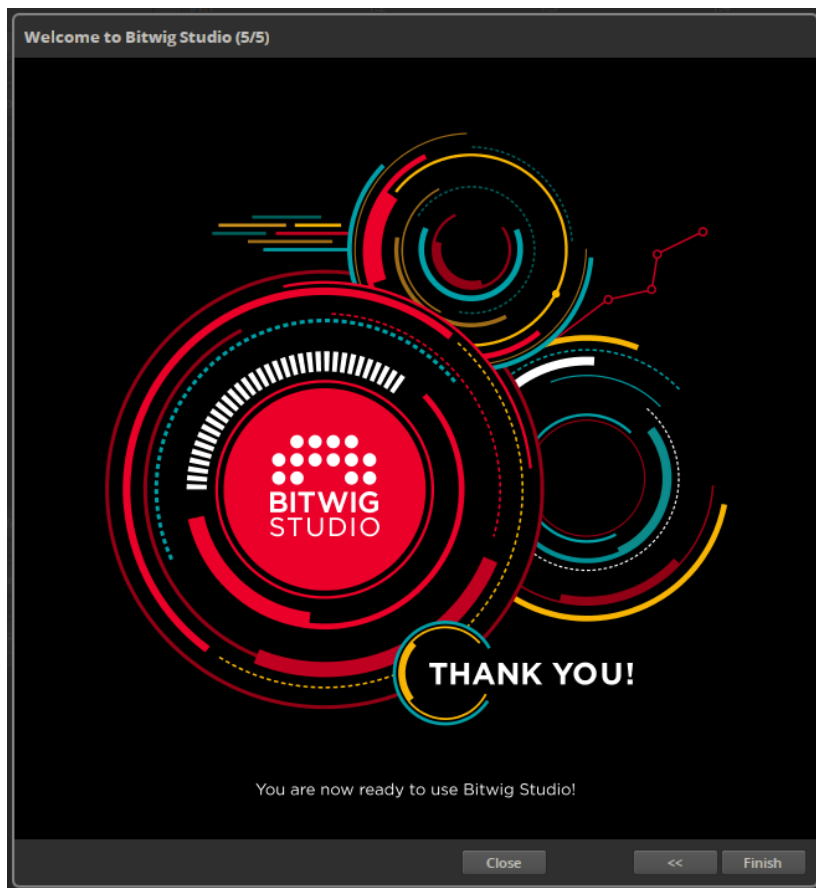 Welcome to Bitwig Studio (5/5)
BITWIG
STUDIO
THANK YOU!
You are now ready to use Bitwig Studio!
Close << Finish